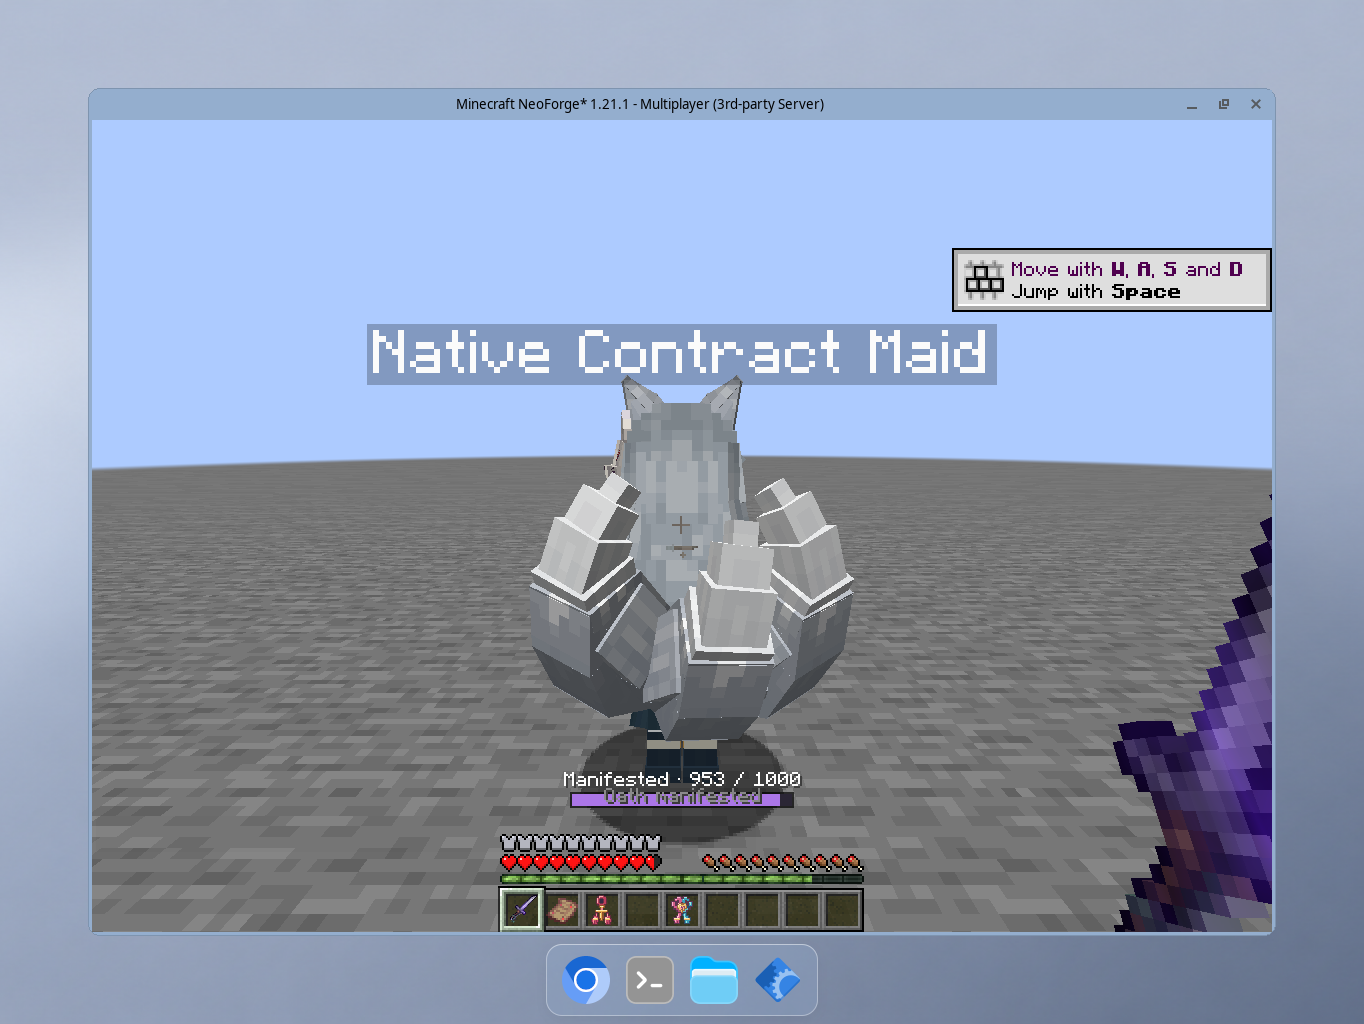 Minecraft NeoForge* 1.21.1 - Multiplayer (3rd-party Server)
Move with W, A, S and D
Jump with Space
Native Contract Maid
Manifested · 953 / 1000
Oath manifested